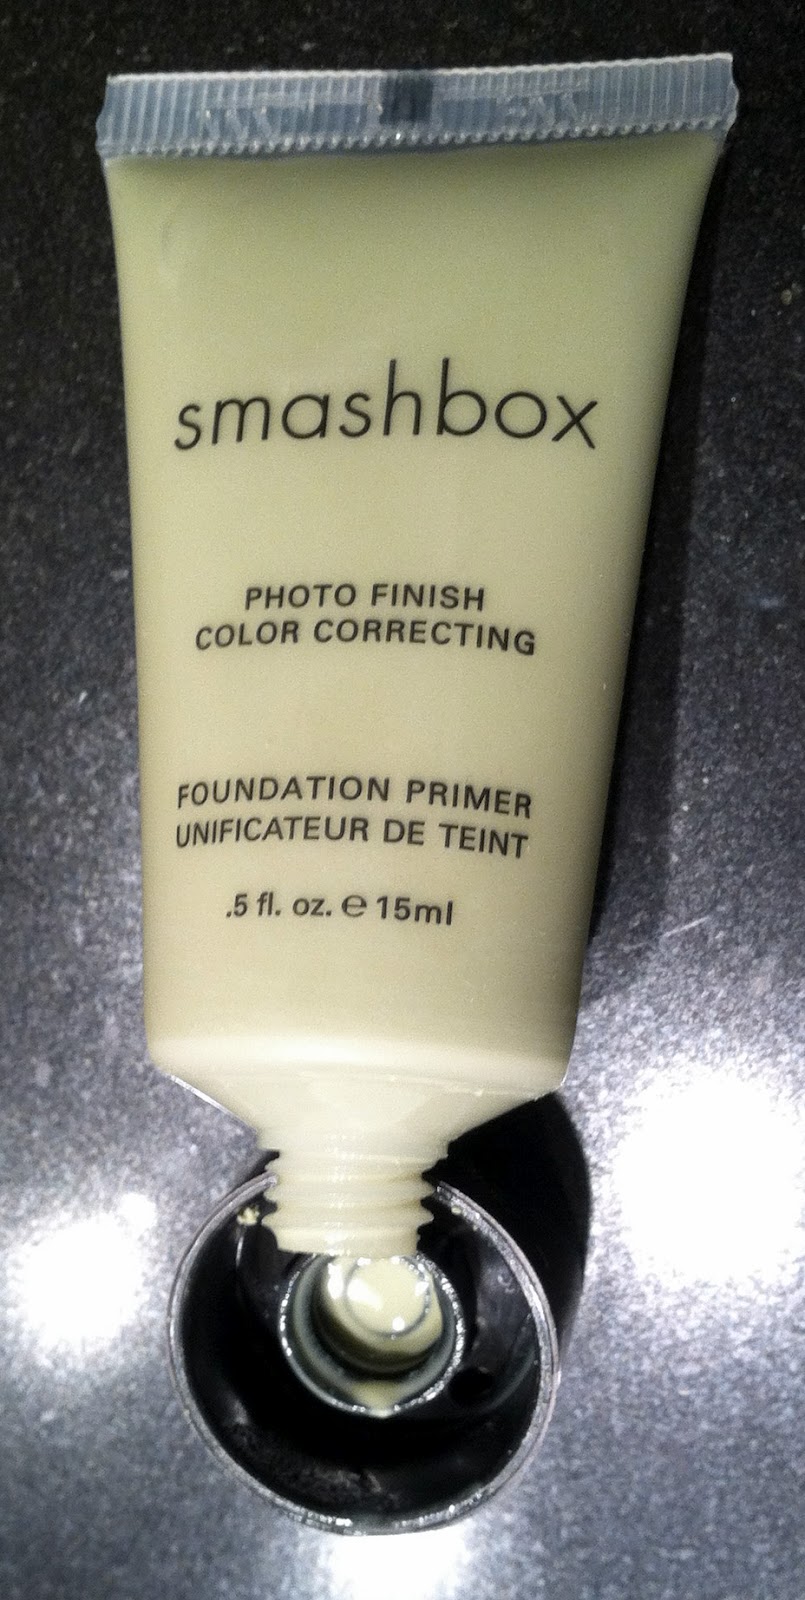 smashbox
PHOTO FINISH
COLOR CORRECTING
FOUNDATION PRIMER
UNIFICATEUR DE TEINT
.5 fl. oz. ℮ 15ml